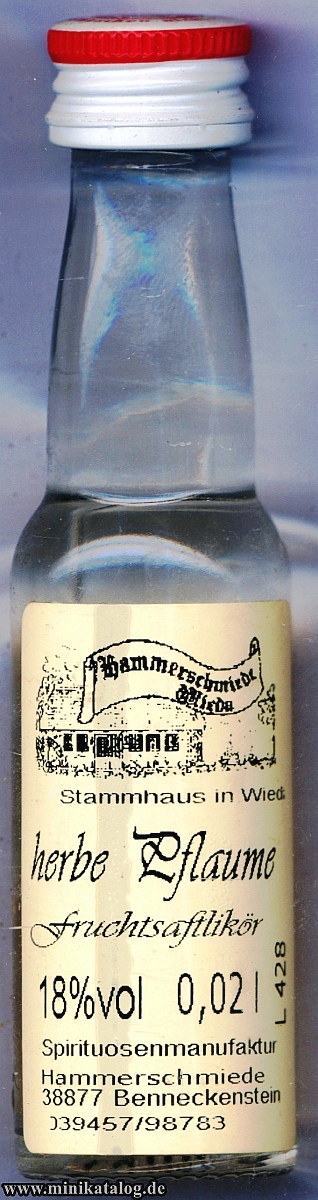 Hammerschmiede
Wieda
Stammhaus in Wieda
herbe Pflaume
Fruchtsaftlikör
18%vol 0,02 l
L 428
Spirituosenmanufaktur
Hammerschmiede
38877 Benneckenstein
039457/98783
www.minikatalog.de